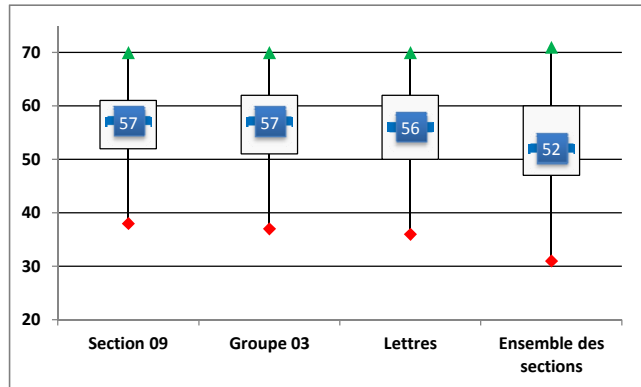 70
60
50
40
30
20
57
57
56
52
Section 09
Groupe 03
Lettres
Ensemble des
sections